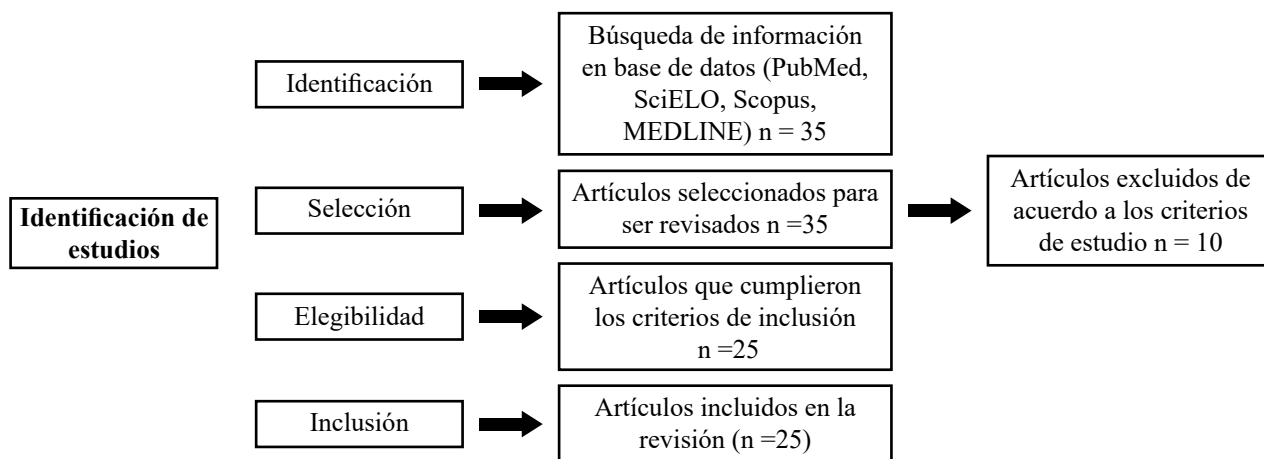 Identificación de
estudios
Identificación
Búsqueda de información
en base de datos (PubMed,
SciELO, Scopus,
MEDLINE) n = 35
Selección
Artículos seleccionados para
ser revisados n =35
Artículos excluidos de
acuerdo a los criterios
de estudio n = 10
Elegibilidad
Artículos que cumplieron
los criterios de inclusión
n =25
Inclusión
Artículos incluidos en la
revisión (n =25)